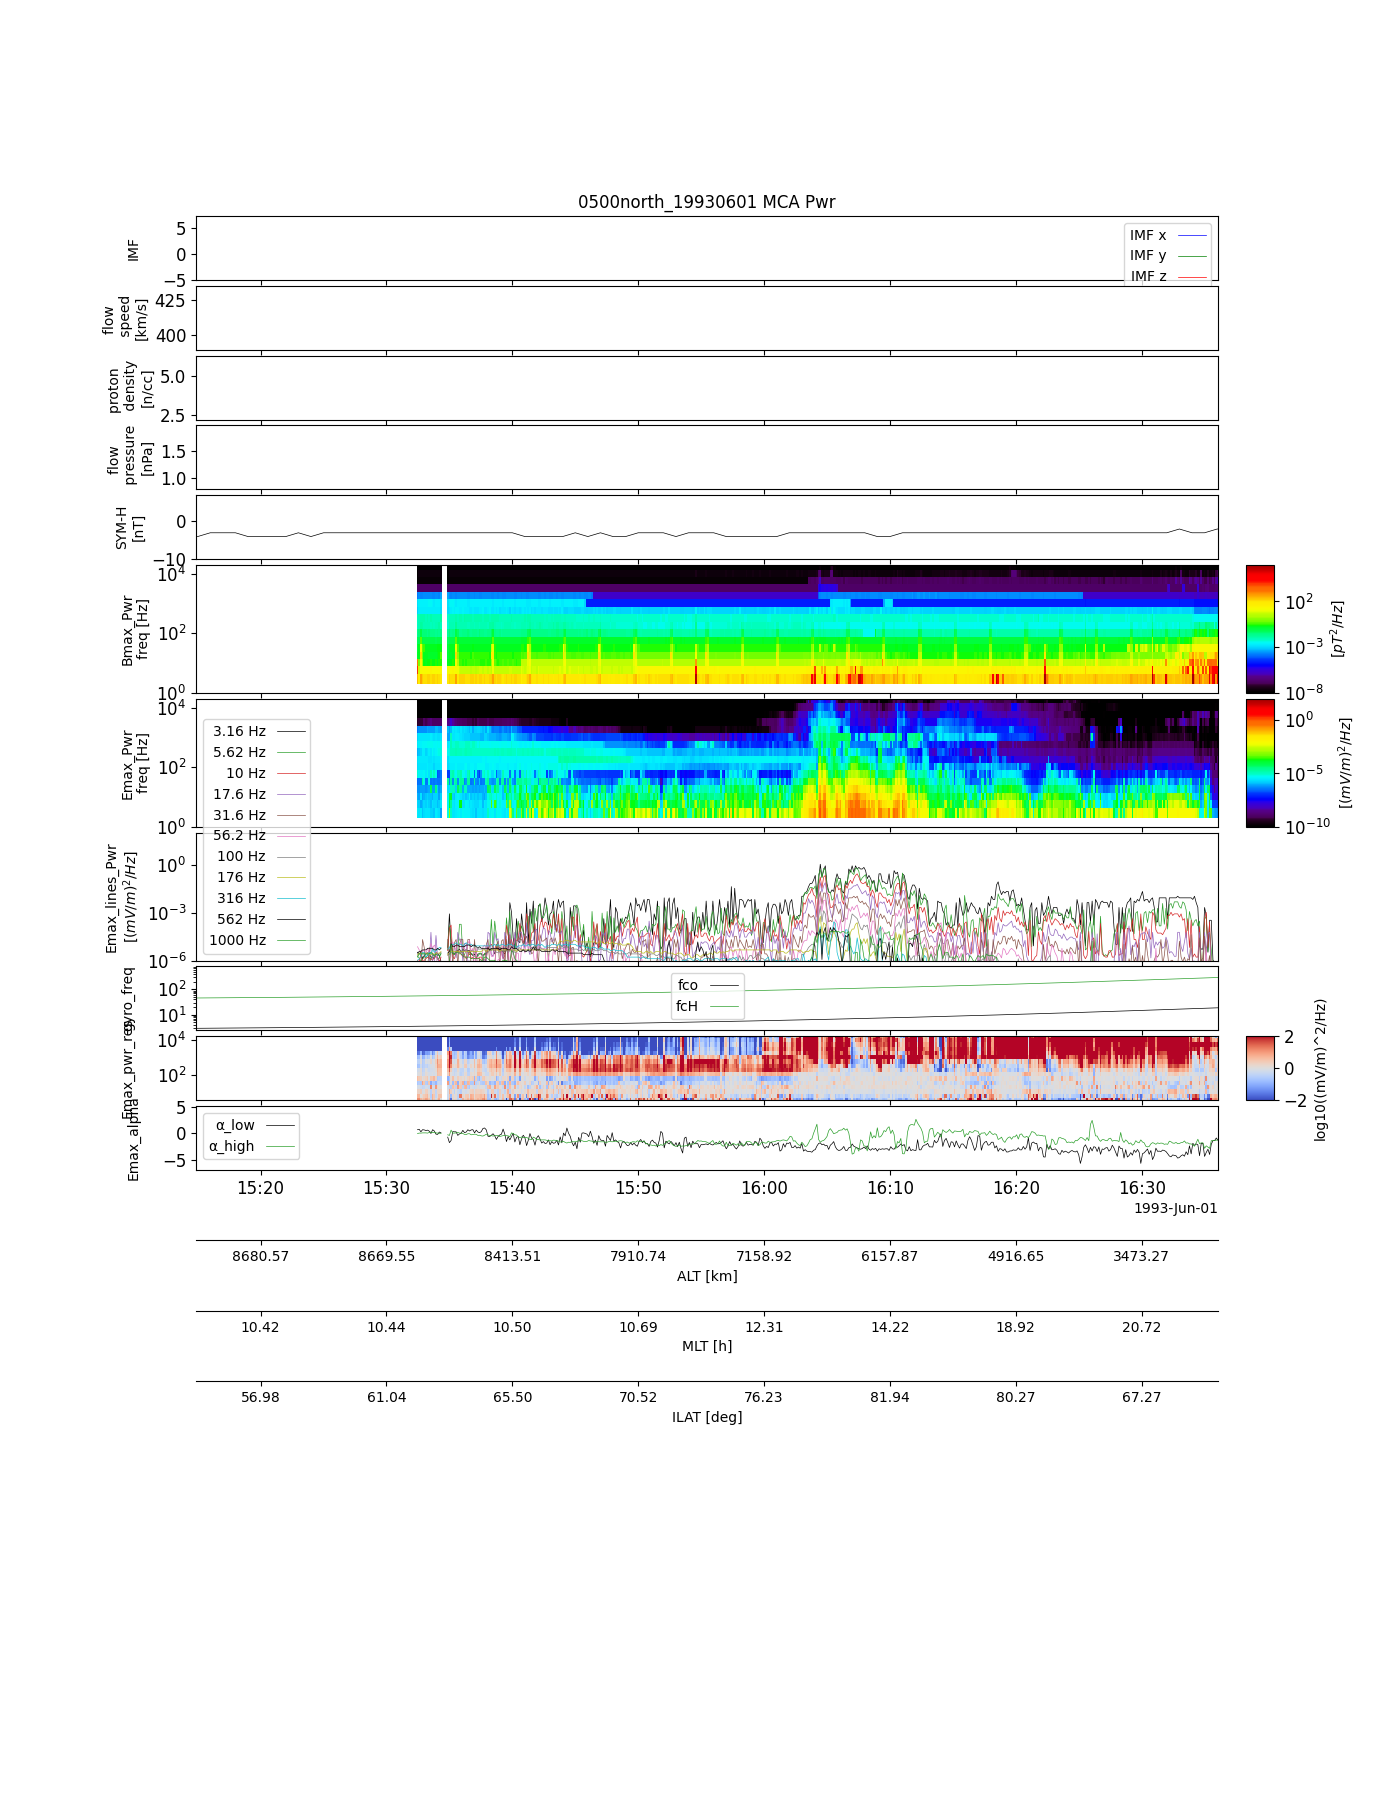 0500north_19930601 MCA Pwr
IMF
5
0
−5
IMF x
IMF y
IMF z
flow
speed
[km/s]
425
400
proton
density
[n/cc]
5.0
2.5
flow
pressure
[nPa]
1.5
1.0
SYM-H
[nT]
0
−10
Bmax_Pwr
freq [Hz]
10^4
10^2
10^0
10^2
10^−3
10^−8
[pT^2/Hz]
Emax_Pwr
freq [Hz]
10^4
10^2
10^0
10^0
10^−5
10^−10
[(mV/m)^2/Hz]
3.16 Hz
5.62 Hz
10 Hz
17.6 Hz
31.6 Hz
56.2 Hz
100 Hz
176 Hz
316 Hz
562 Hz
1000 Hz
Emax_lines_Pwr
[(mV/m)^2/Hz]
10^0
10^−3
10^−6
10^2
10^1
fco
fcH
10^4
10^2
2
0
−2
log10((mV/m)^2/Hz)
Emax_alpha
5
0
−5
α_low
α_high
15:20 15:30 15:40 15:50 16:00 16:10 16:20 16:30
1993-Jun-01
8680.57 8669.55 8413.51 7910.74 7158.92 6157.87 4916.65 3473.27
ALT [km]
10.42 10.44 10.50 10.69 12.31 14.22 18.92 20.72
MLT [h]
56.98 61.04 65.50 70.52 76.23 81.94 80.27 67.27
ILAT [deg]